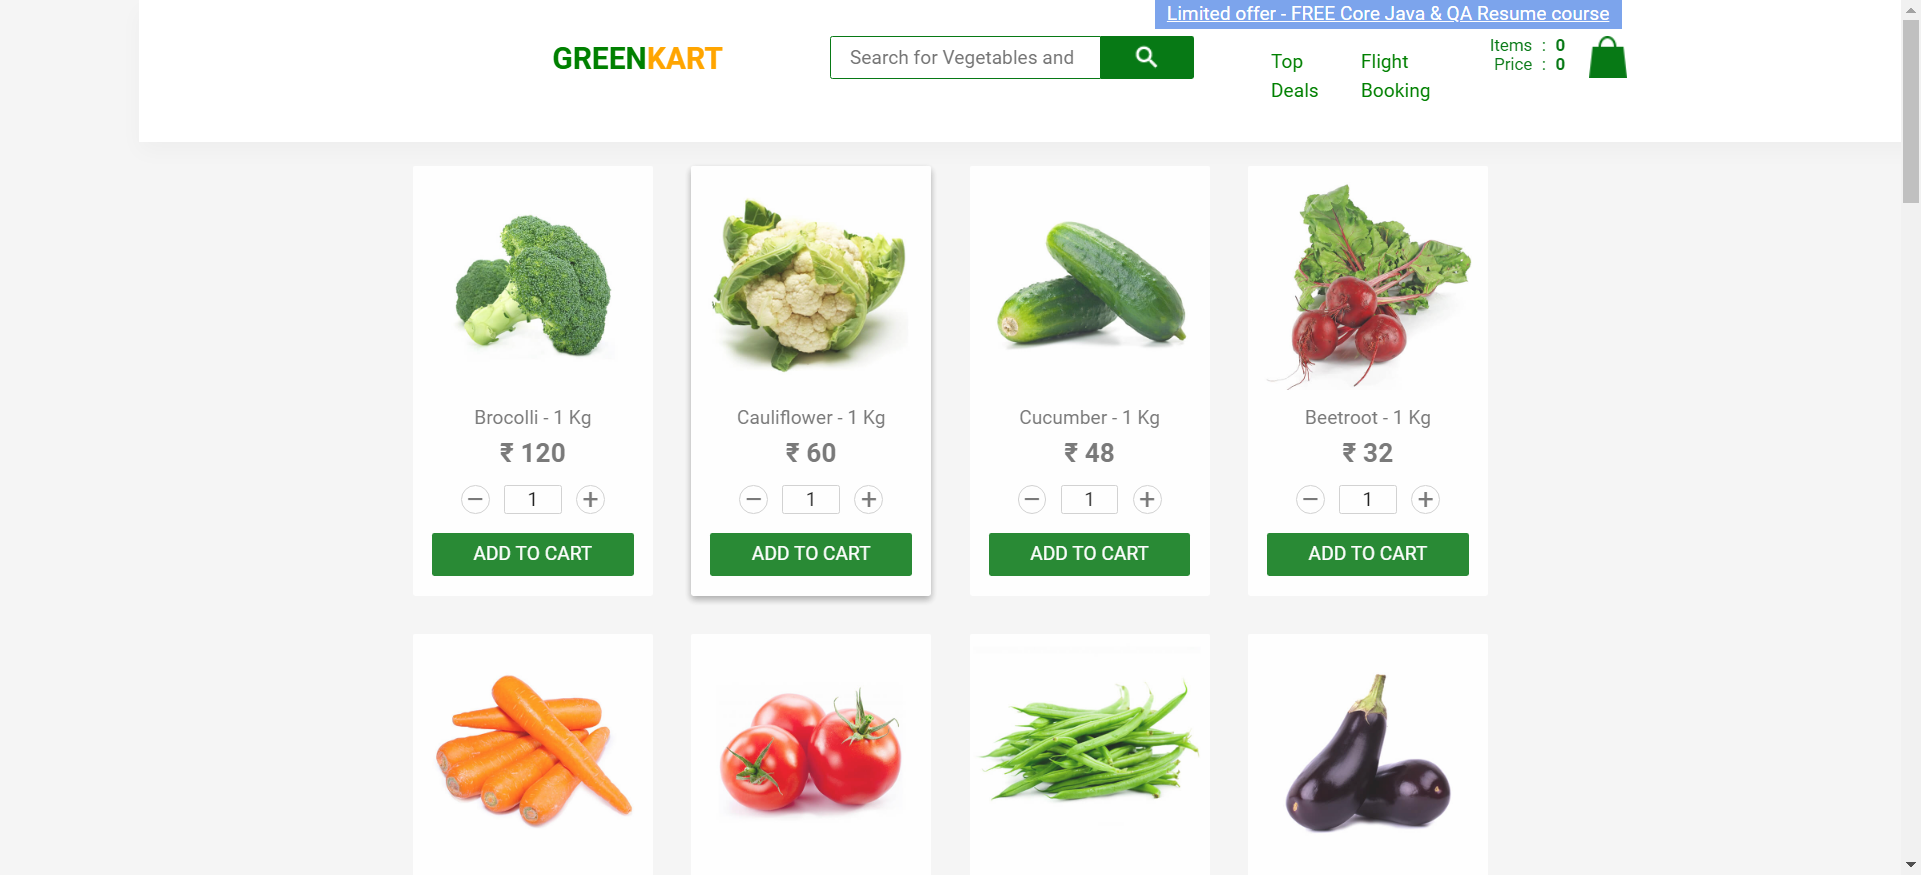 Limited offer - FREE Core Java & QA Resume course
GREENKART
Search for Vegetables and
Top Deals
Flight Booking
Items : 0
Price : 0
Brocolli - 1 Kg
₹ 120
− 1 +
ADD TO CART
Cauliflower - 1 Kg
₹ 60
− 1 +
ADD TO CART
Cucumber - 1 Kg
₹ 48
− 1 +
ADD TO CART
Beetroot - 1 Kg
₹ 32
− 1 +
ADD TO CART